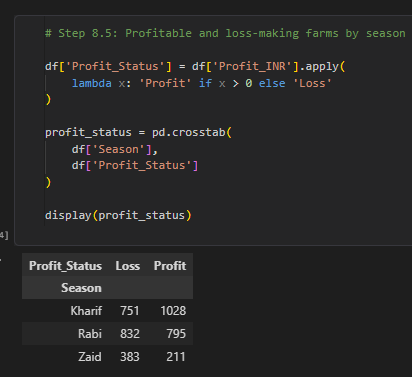 # Step 8.5: Profitable and loss-making farms by season
df['Profit_Status'] = df['Profit_INR'].apply(
lambda x: 'Profit' if x > 0 else 'Loss'
)
profit_status = pd.crosstab(
df['Season'],
df['Profit_Status']
)
display(profit_status)
4]
Profit_Status Loss Profit
Season
Kharif 751 1028
Rabi 832 795
Zaid 383 211